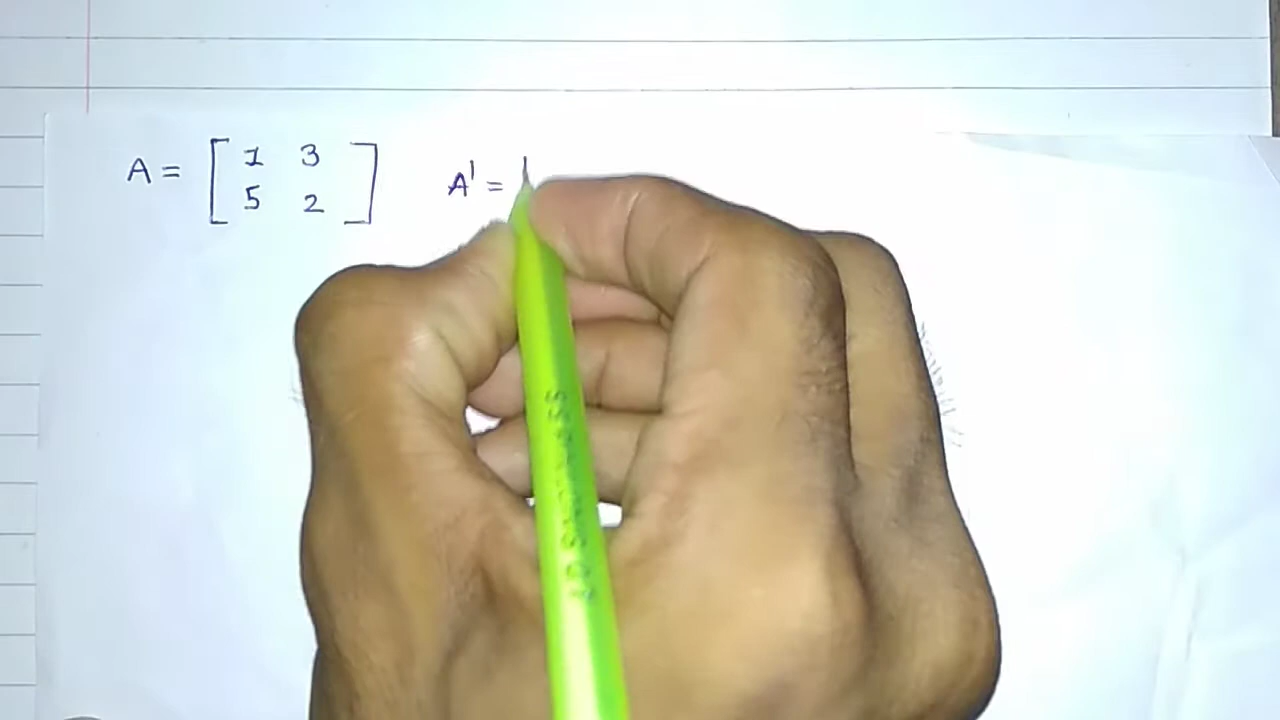 A = [ 1 3 A' =
5 2 ]